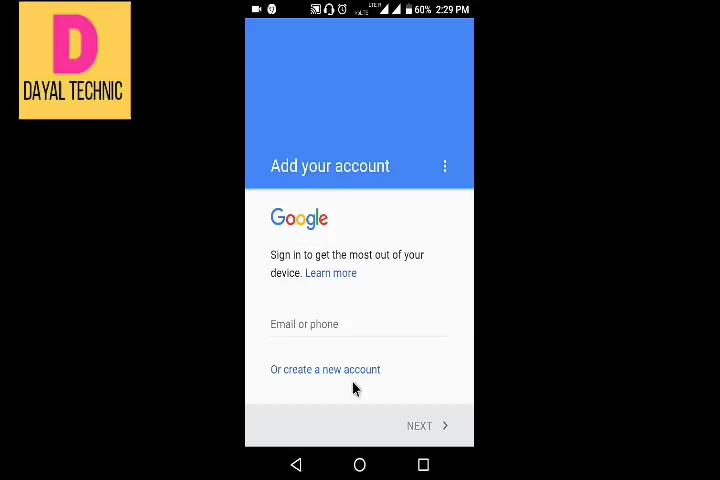 60% 2:29 PM
D
DAYAL TECHNIC
Add your account
Google
Sign in to get the most out of your
device. Learn more
Email or phone
Or create a new account
NEXT